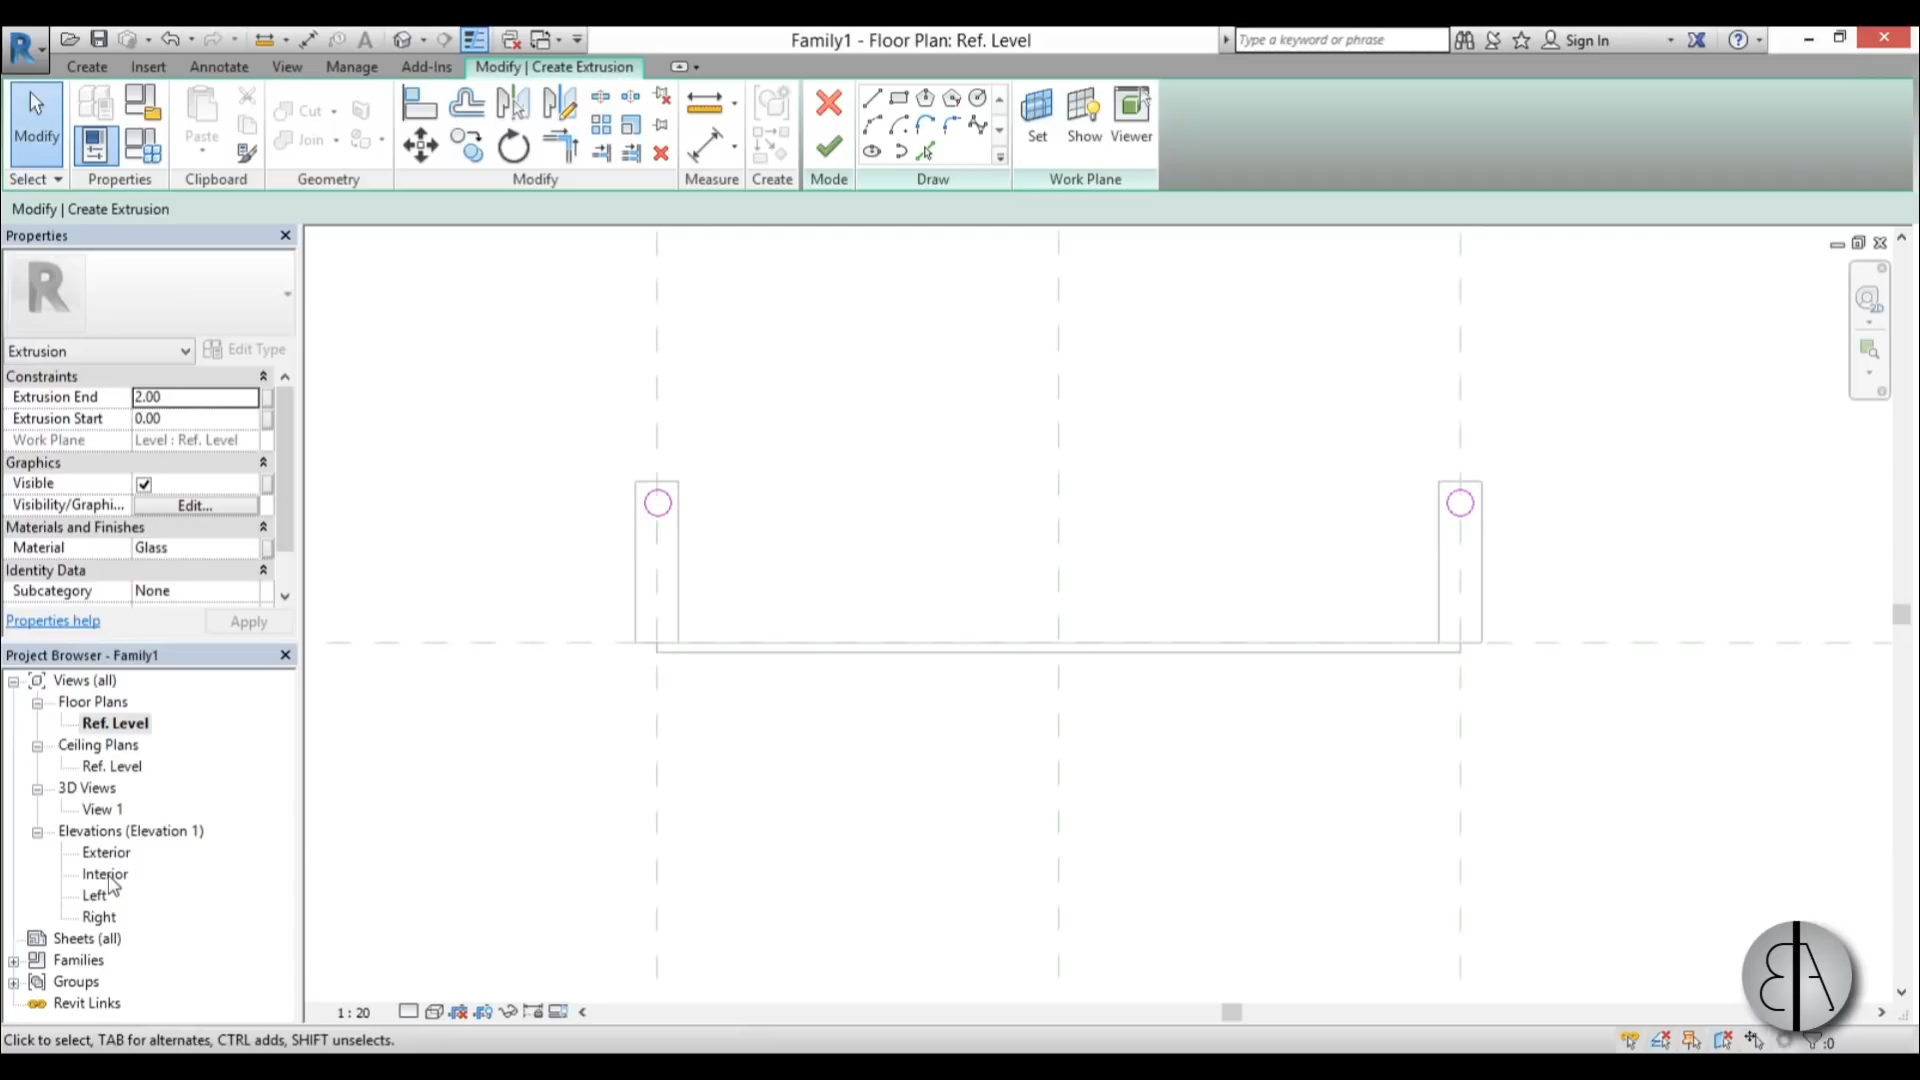 Family1 - Floor Plan: Ref. Level
Type a keyword or phrase
Sign In
Create
Insert
Annotate
View
Manage
Add-Ins
Modify | Create Extrusion
Modify
Cut
Join
Paste
Set
Show
Viewer
Select
Properties
Clipboard
Geometry
Modify
Measure
Create
Mode
Draw
Work Plane
Modify | Create Extrusion
Properties
Extrusion
Edit Type
Constraints
Extrusion End 2.00
Extrusion Start 0.00
Work Plane Level : Ref. Level
Graphics
Visible
Visibility/Graphi... Edit...
Materials and Finishes
Material Glass
Identity Data
Subcategory None
Properties help
Apply
Project Browser - Family1
Views (all)
Floor Plans
Ref. Level
Ceiling Plans
Ref. Level
3D Views
View 1
Elevations (Elevation 1)
Exterior
Interior
Left
Right
Sheets (all)
Families
Groups
Revit Links
2D
1 : 20
Click to select, TAB for alternates, CTRL adds, SHIFT unselects.
:0